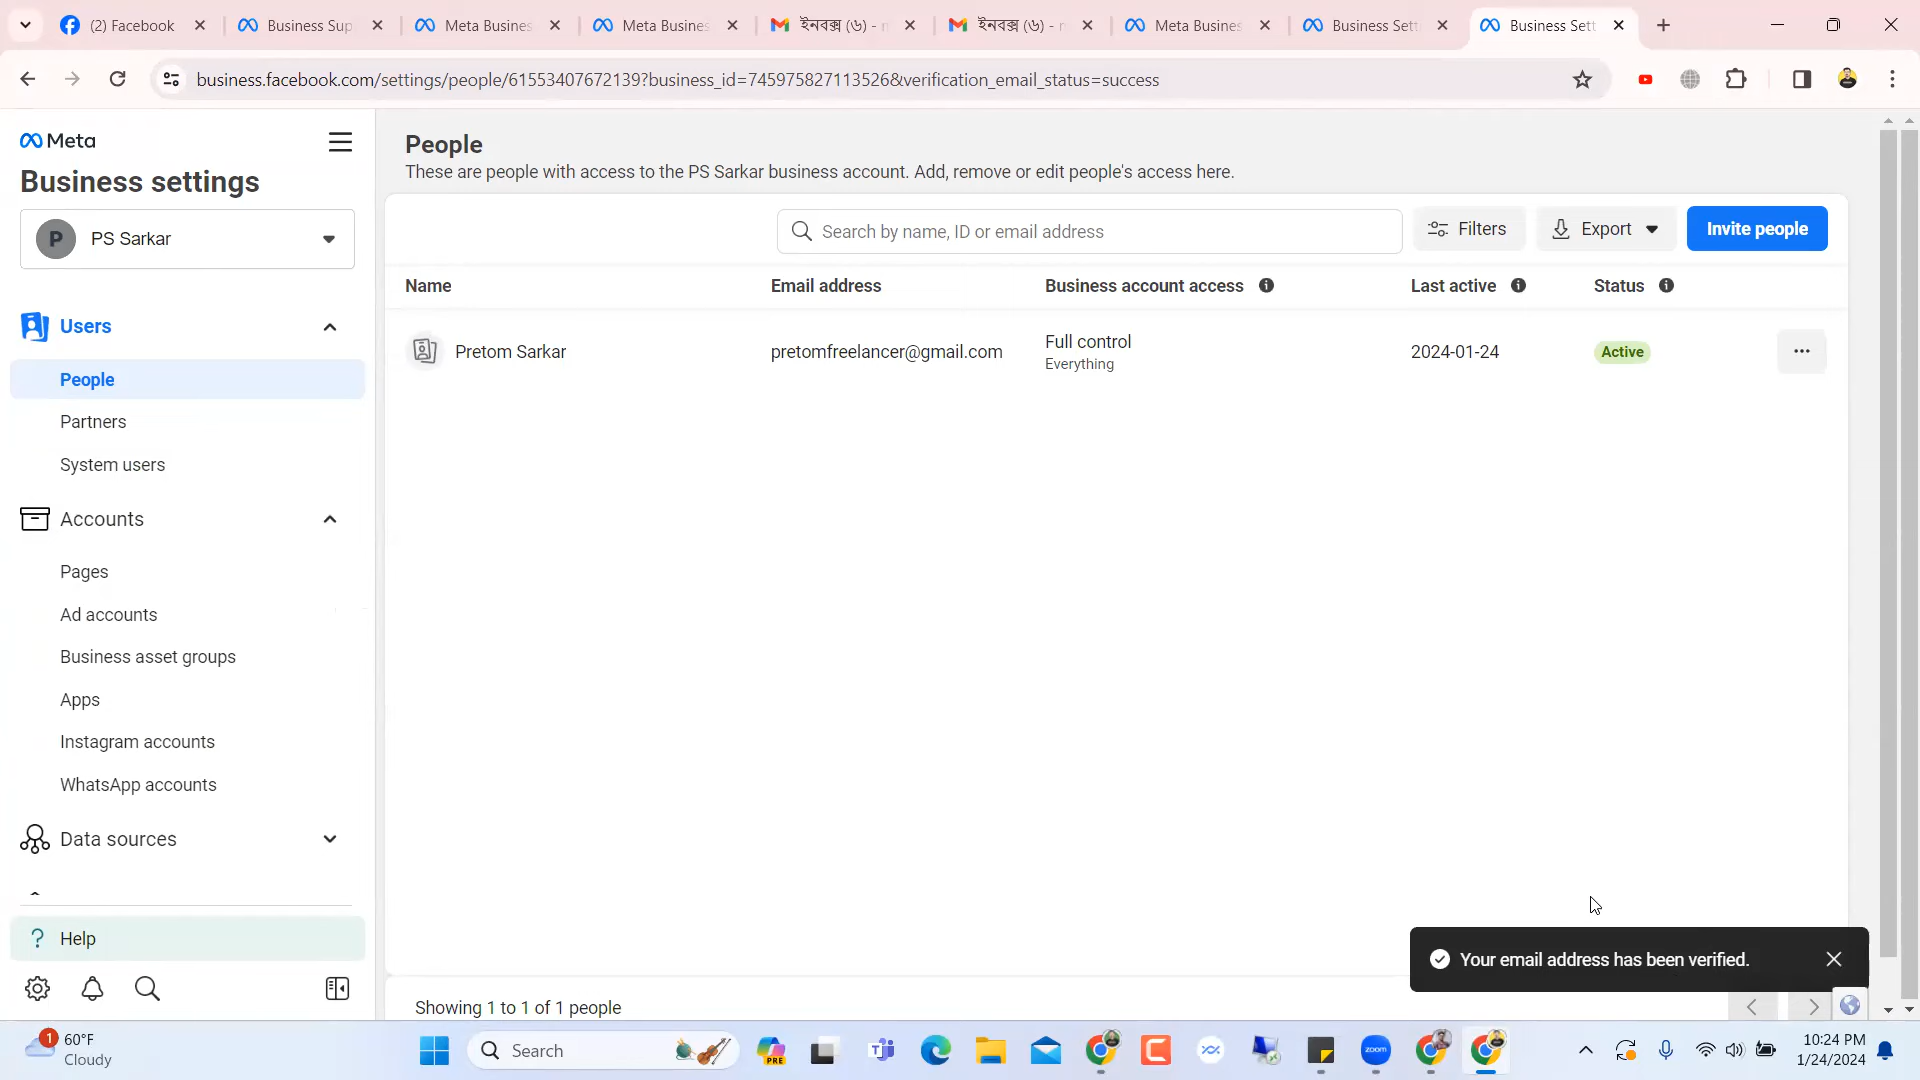 (2) Facebook
Business Sup
Meta Busines
Meta Busines
ইনবক্স (৬) - n
ইনবক্স (৬) - n
Meta Busines
Business Sett
Business Sett
business.facebook.com/settings/people/61553407672139?business_id=745975827113526&verification_email_status=success
Meta
Business settings
P
PS Sarkar
Users
People
Partners
System users
Accounts
Pages
Ad accounts
Business asset groups
Apps
Instagram accounts
WhatsApp accounts
Data sources
? Help
People
These are people with access to the PS Sarkar business account. Add, remove or edit people's access here.
Search by name, ID or email address
Filters
Export
Invite people
Name
Email address
Business account access
Last active
Status
Pretom Sarkar
pretomfreelancer@gmail.com
Full control
Everything
2024-01-24
Active
Your email address has been verified.
Showing 1 to 1 of 1 people
1
60°F
Cloudy
Search
PRE
zoom
10:24 PM
1/24/2024